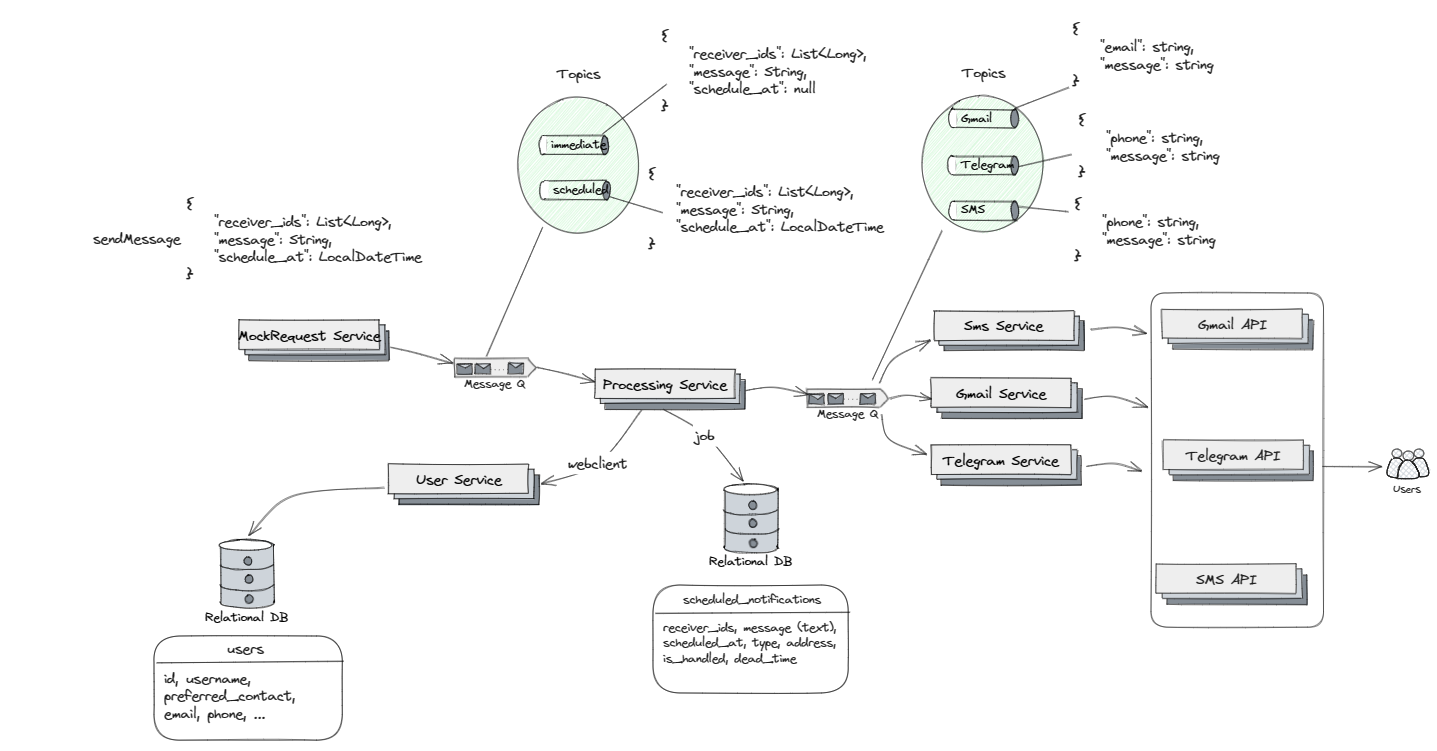 Topics
{
"receiver_ids": List<Long>,
"message": String,
"schedule_at": null
}
immediate
scheduled
{
"receiver_ids": List<Long>,
"message": String,
"schedule_at": LocalDateTime
}
Topics
Gmail
Telegram
SMS
{
"email": string,
"message": string
}
{
"phone": string,
"message": string
}
{
"phone": string,
"message": string
}
sendMessage
{
"receiver_ids": List<Long>,
"message": String,
"schedule_at": LocalDateTime
}
MockRequest Service
...
Message Q
Processing Service
...
Message Q
Sms Service
Gmail Service
Telegram Service
Gmail API
Telegram API
SMS API
Users
webclient
job
User Service
Relational DB
users
id, username,
preferred_contact,
email, phone, ...
Relational DB
scheduled_notifications
receiver_ids, message (text),
scheduled_at, type, address,
is_handled, dead_time